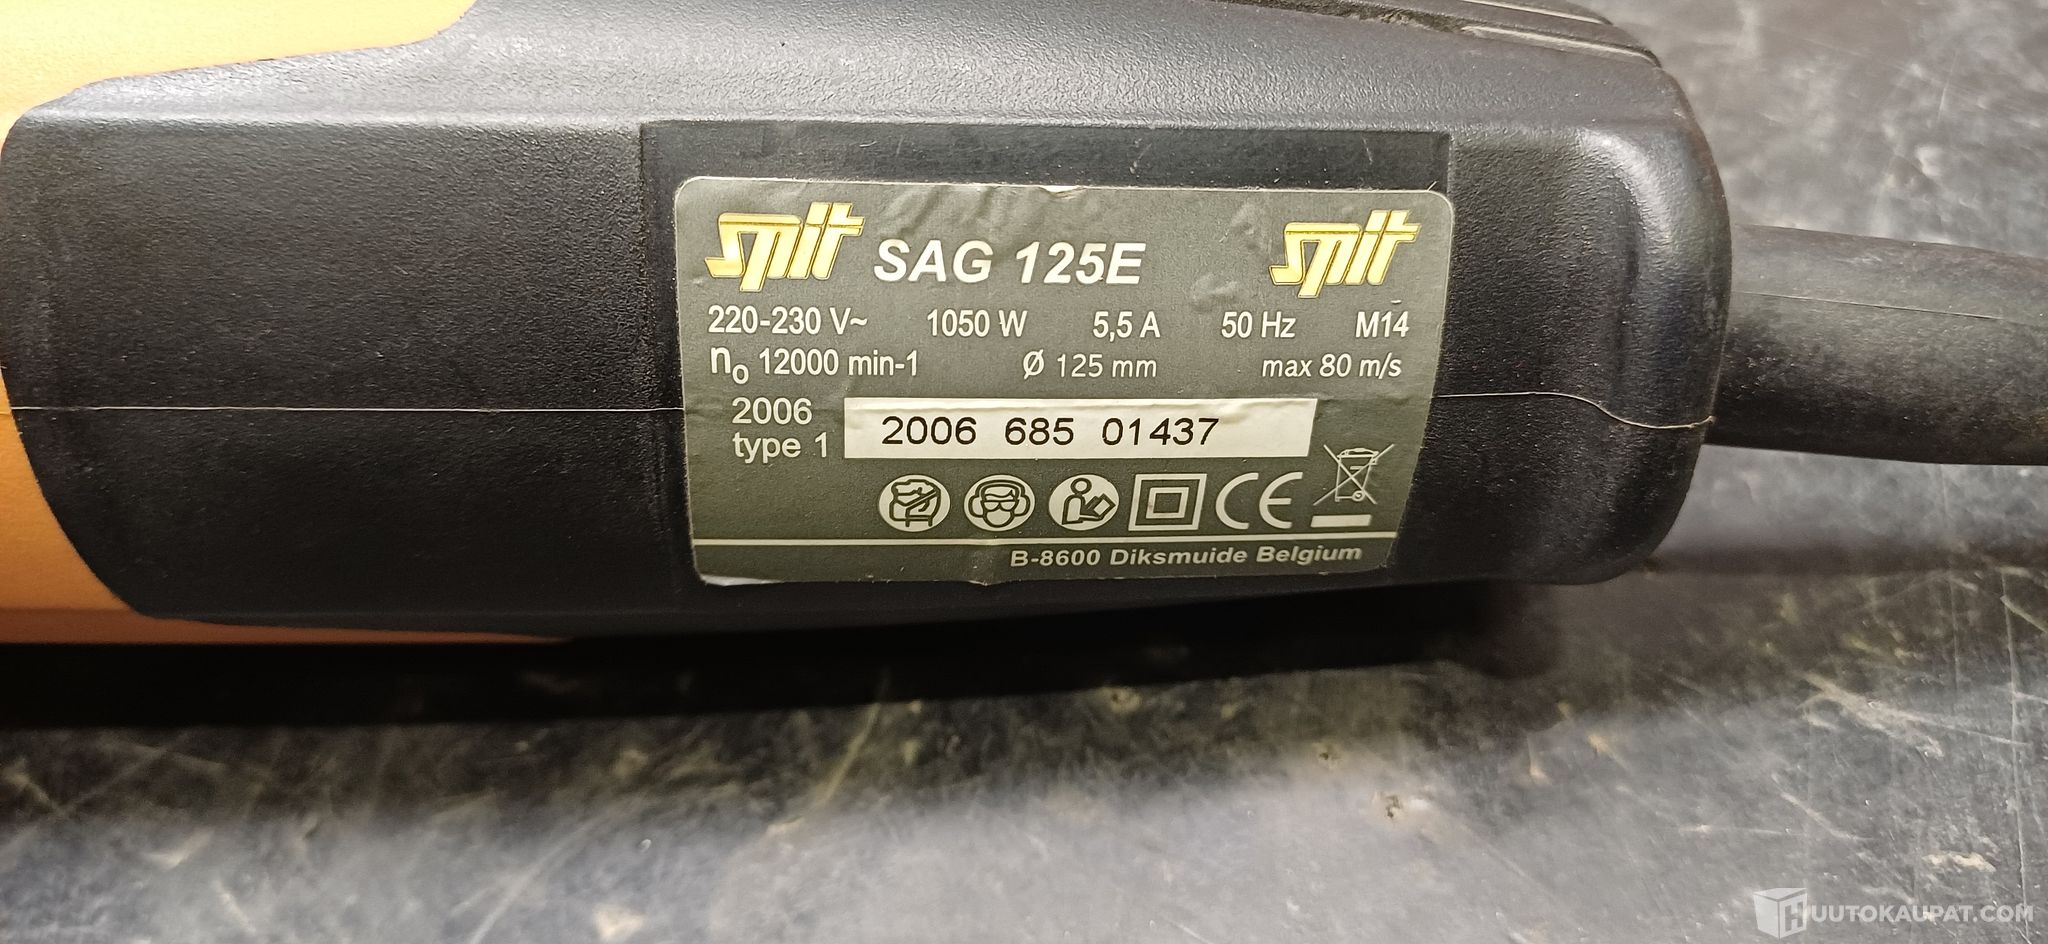 spit SAG 125E spit
220-230 V~ 1050 W 5,5 A 50 Hz M14
n₀ 12000 min-1 Ø 125 mm max 80 m/s
2006
type 1 2006 685 01437
CE
B-8600 Diksmuide Belgium
HUUTOKAUPAT.COM